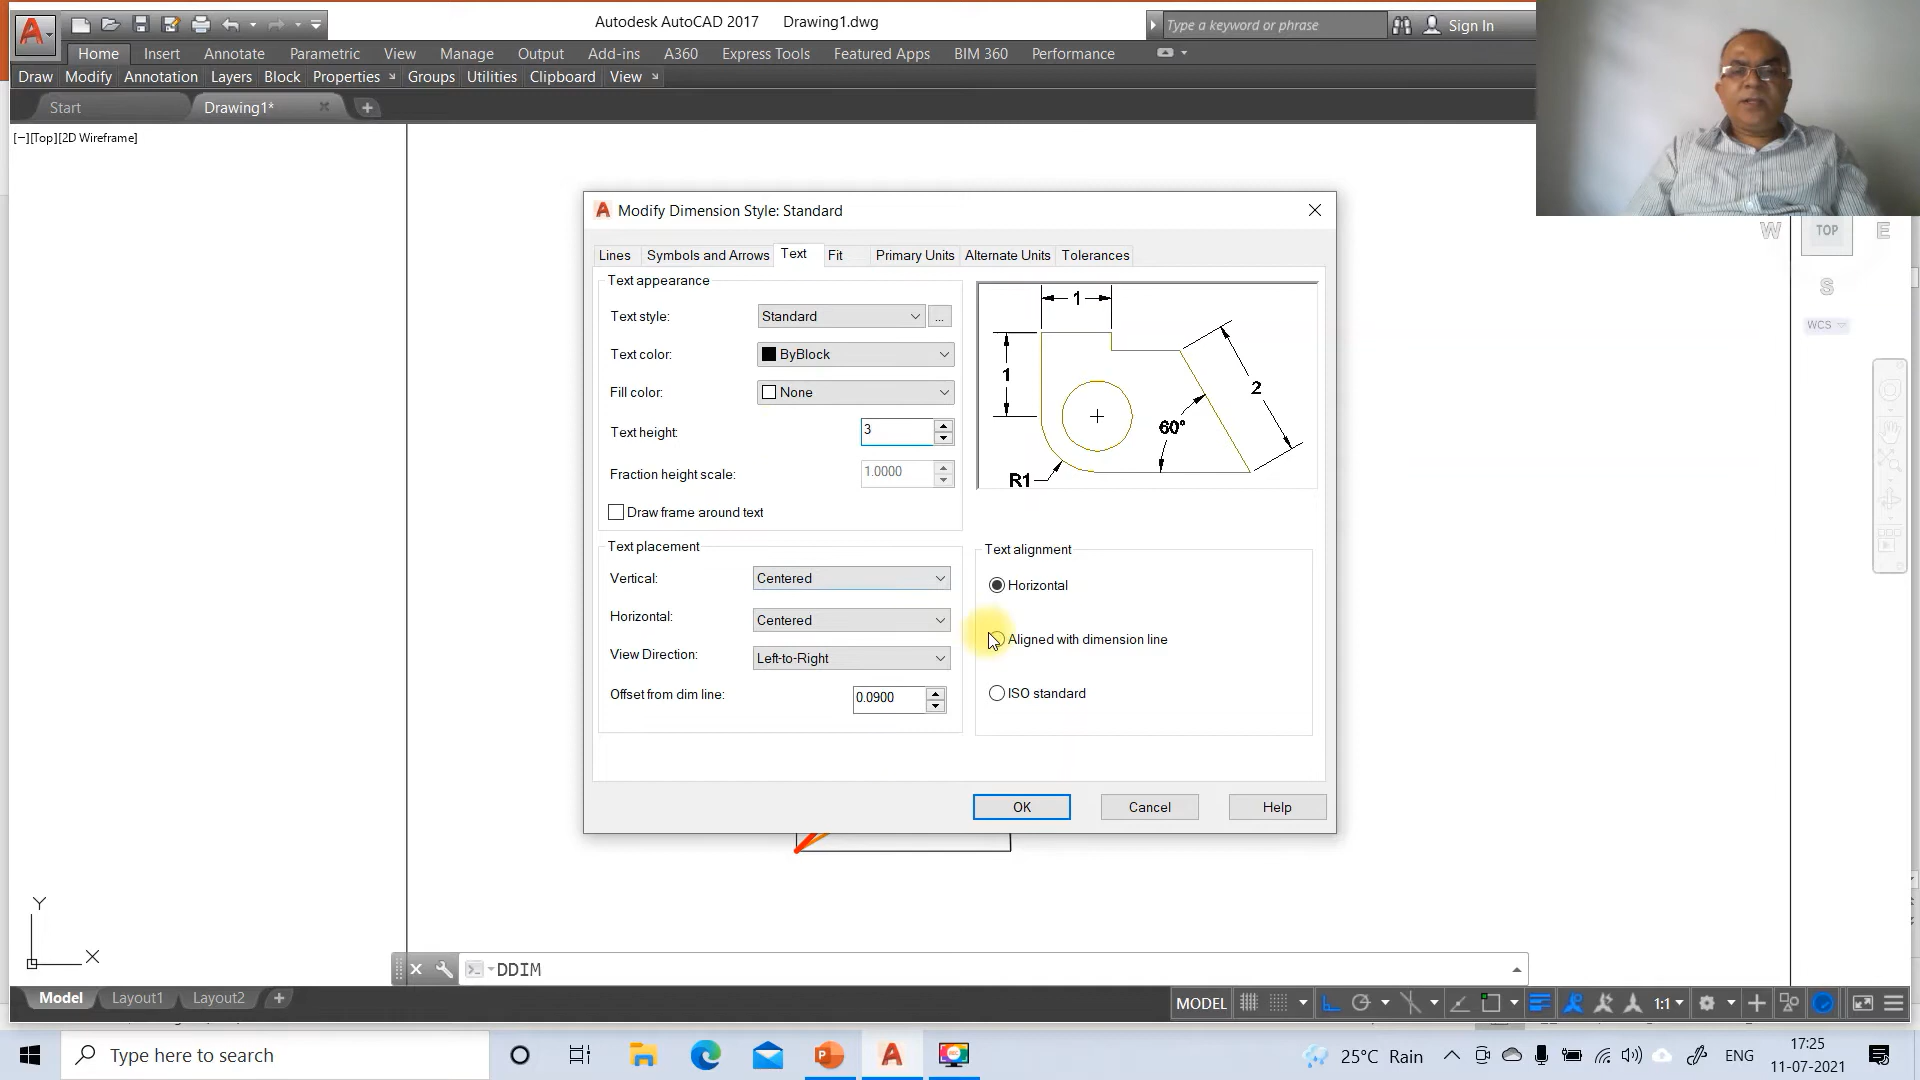 Autodesk AutoCAD 2017 Drawing1.dwg
Type a keyword or phrase
Sign In
Home Insert Annotate Parametric View Manage Output Add-ins A360 Express Tools Featured Apps BIM 360 Performance
Draw Modify Annotation Layers Block Properties Groups Utilities Clipboard View
Start Drawing1*
[−][Top][2D Wireframe]
W TOP E
S
WCS
Modify Dimension Style: Standard
Lines Symbols and Arrows Text Fit Primary Units Alternate Units Tolerances
Text appearance
Text style: Standard ...
Text color: ByBlock
Fill color: None
Text height: 3
Fraction height scale: 1.0000
Draw frame around text
1
1
2
60°
R1
Text placement
Vertical: Centered
Horizontal: Centered
View Direction: Left-to-Right
Offset from dim line: 0.0900
Text alignment
Horizontal
Aligned with dimension line
ISO standard
OK Cancel Help
Y
X
DDIM
Model Layout1 Layout2
MODEL 1:1
Type here to search
25°C Rain
ENG
17:25
11-07-2021